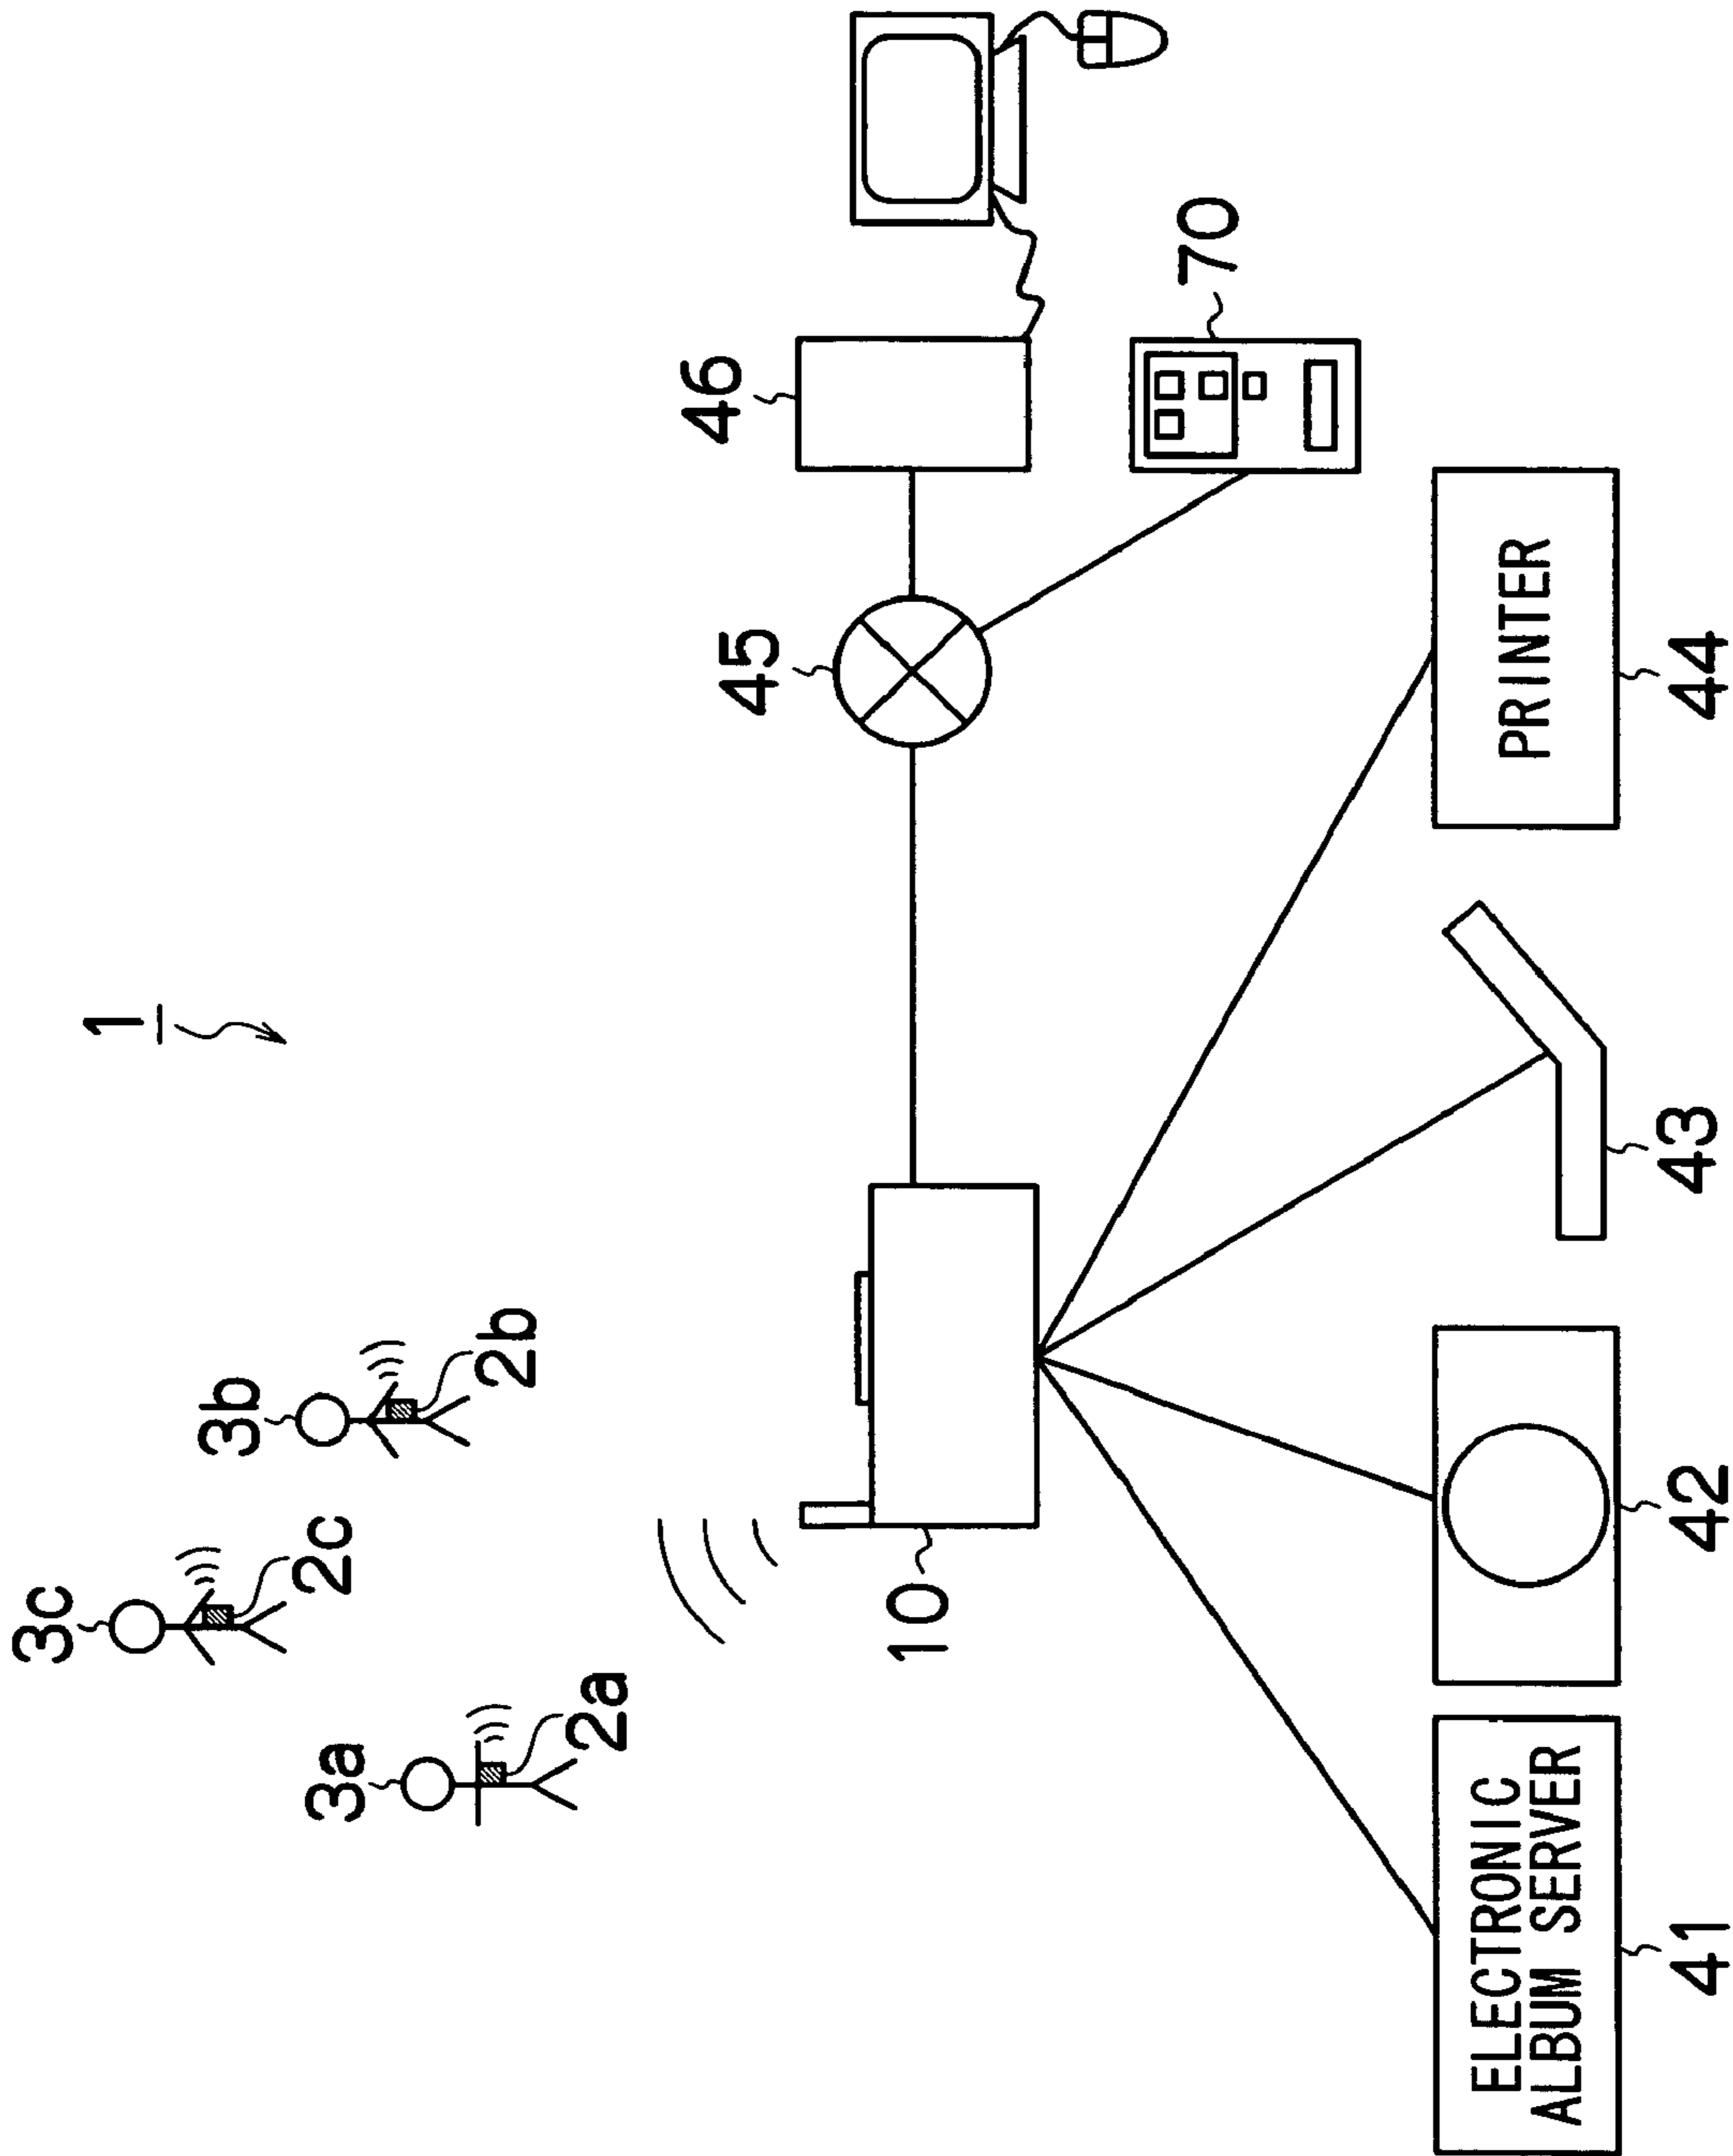 1
3c
2c
3b
2b
3a
2a
10
45
46
70
ELECTRONIC
ALBUM SERVER
41
42
43
PRINTER
44